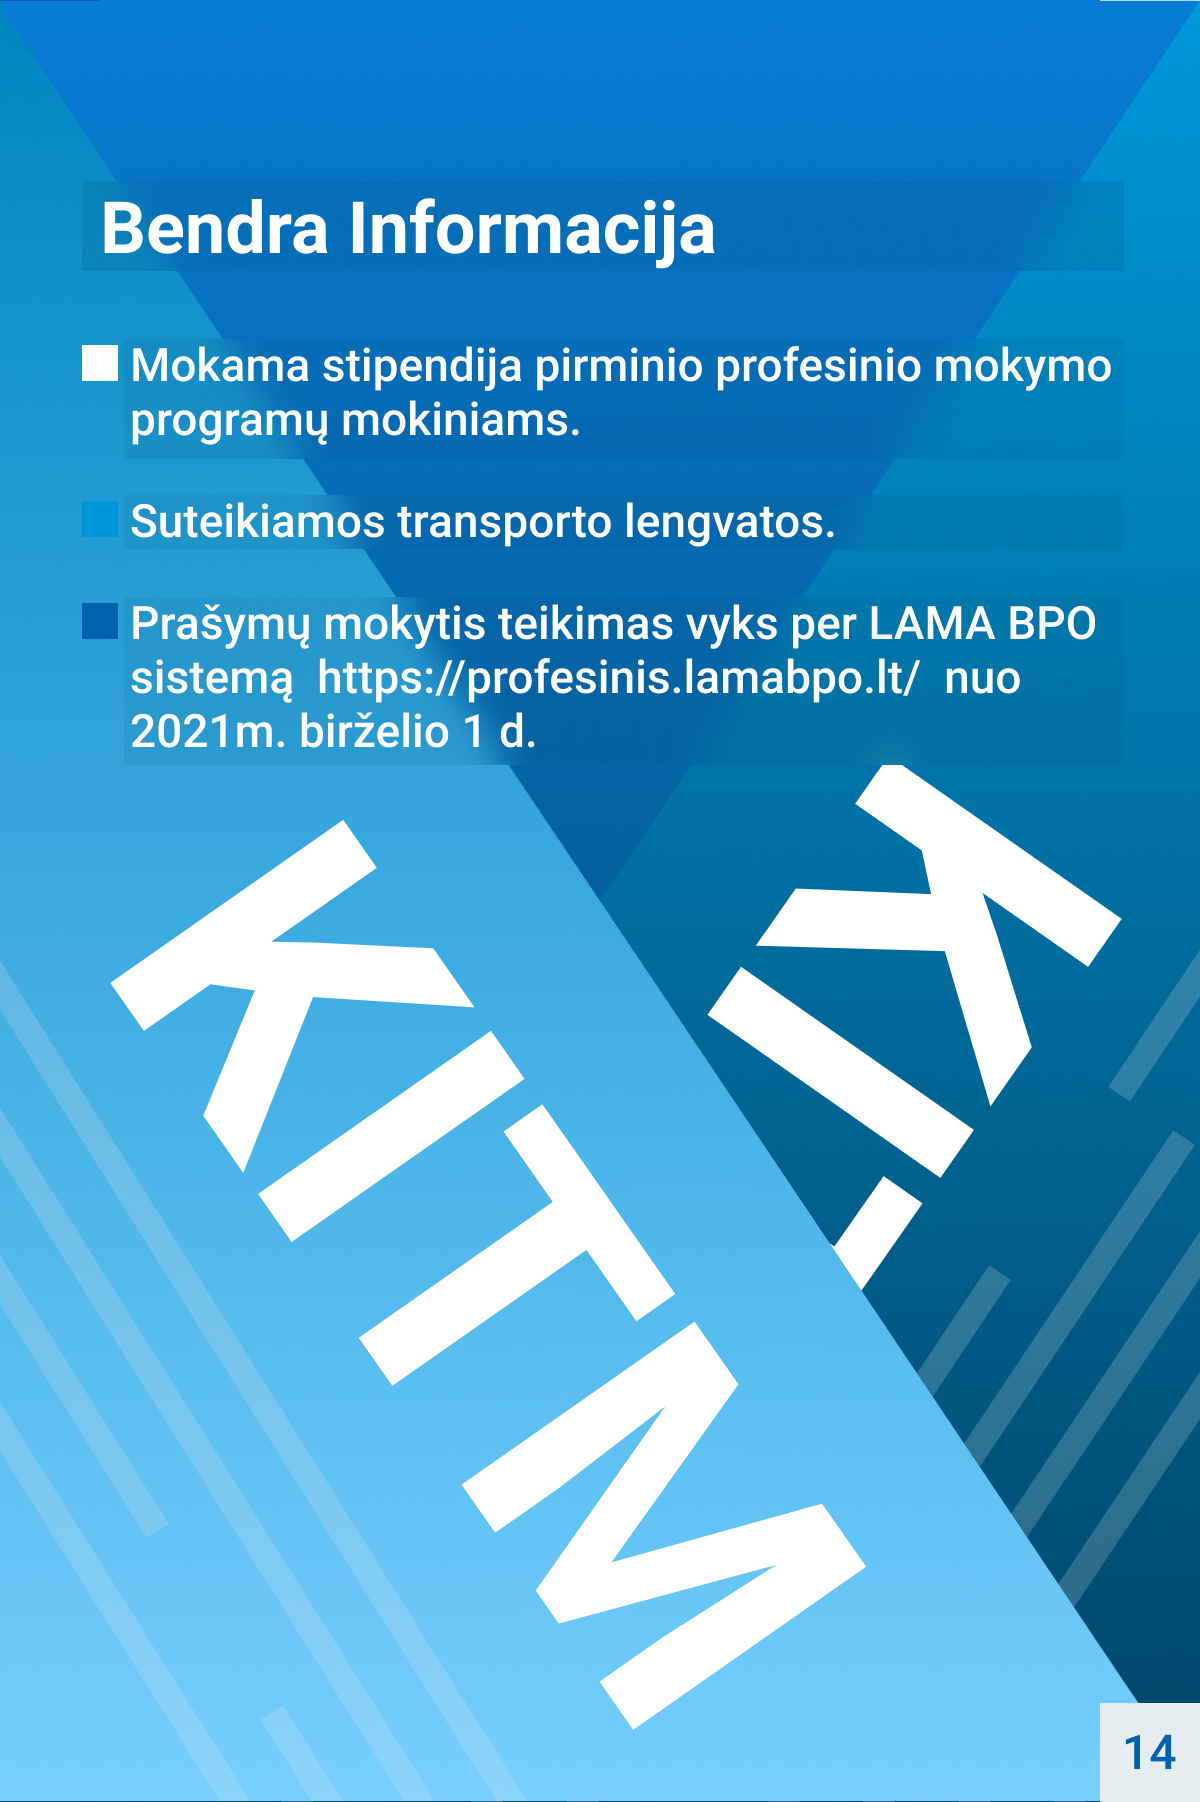 Bendra Informacija
Mokama stipendija pirminio profesinio mokymo
programų mokiniams.
Suteikiamos transporto lengvatos.
Prašymų mokytis teikimas vyks per LAMA BPO
sistemą  https://profesinis.lamabpo.lt/  nuo
2021m. birželio 1 d.
KITM
KI
14